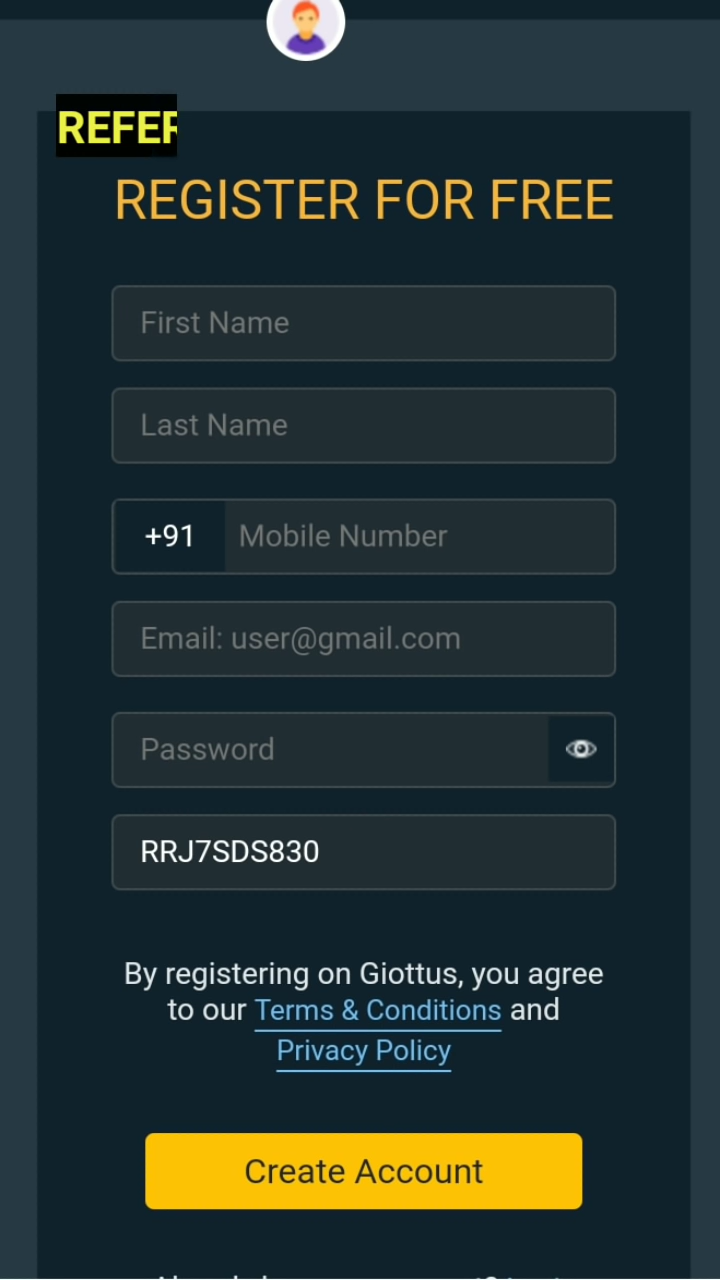 REFER
REGISTER FOR FREE
First Name
Last Name
+91 Mobile Number
Email: user@gmail.com
Password
RRJ7SDS830
By registering on Giottus, you agree
to our Terms & Conditions and
Privacy Policy
Create Account